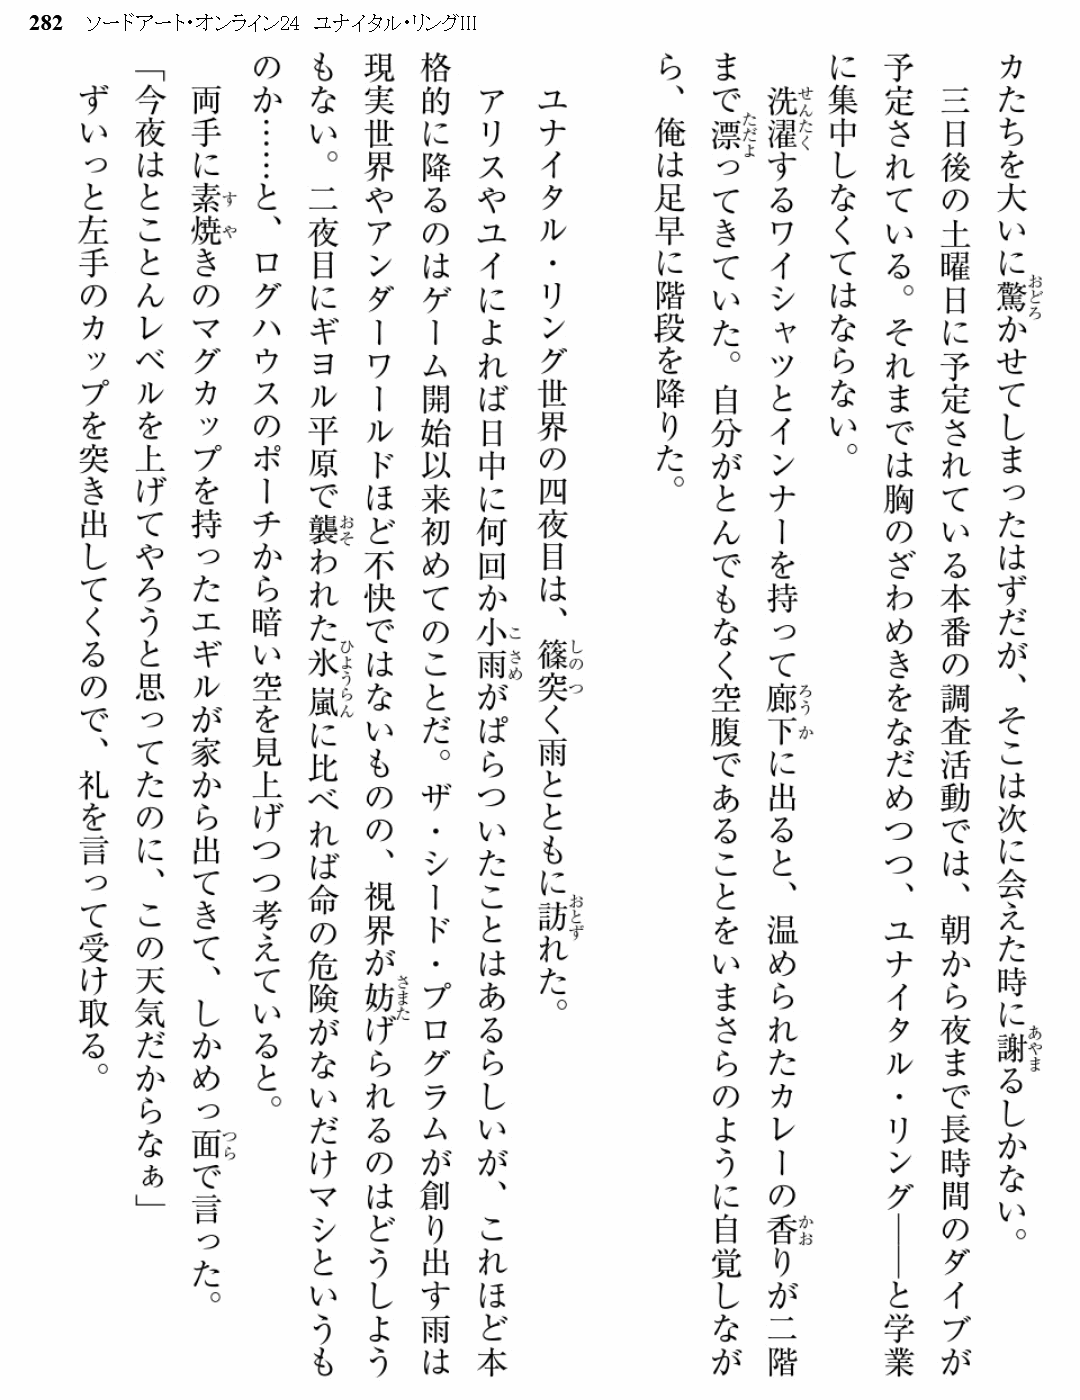 282 ソードアート・オンライン24 ユナイタル・リングIII
カたちを大いに驚かせてしまったはずだが、そこは次に会えた時に謝るしかない。
三日後の土曜日に予定されている本番の調査活動では、朝から夜まで長時間のダイブが
予定されている。それまでは胸のざわめきをなだめつつ、ユナイタル・リング――と学業
に集中しなくてはならない。
洗濯するワイシャツとインナーを持って廊下に出ると、温められたカレーの香りが二階
まで漂ってきていた。自分がとんでもなく空腹であることをいまさらのように自覚しなが
ら、俺は足早に階段を降りた。
ユナイタル・リング世界の四夜目は、篠突く雨とともに訪れた。
アリスやユイによれば日中に何回か小雨がぱらついたことはあるらしいが、これほど本
格的に降るのはゲーム開始以来初めてのことだ。ザ・シード・プログラムが創り出す雨は
現実世界やアンダーワールドほど不快ではないものの、視界が妨げられるのはどうしよう
もない。二夜目にギヨル平原で襲われた氷嵐に比べれば命の危険がないだけマシというも
のか……と、ログハウスのポーチから暗い空を見上げつつ考えていると。
両手に素焼きのマグカップを持ったエギルが家から出てきて、しかめっ面で言った。
「今夜はとことんレベルを上げてやろうと思ってたのに、この天気だからなぁ」
ずいっと左手のカップを突き出してくるので、礼を言って受け取る。